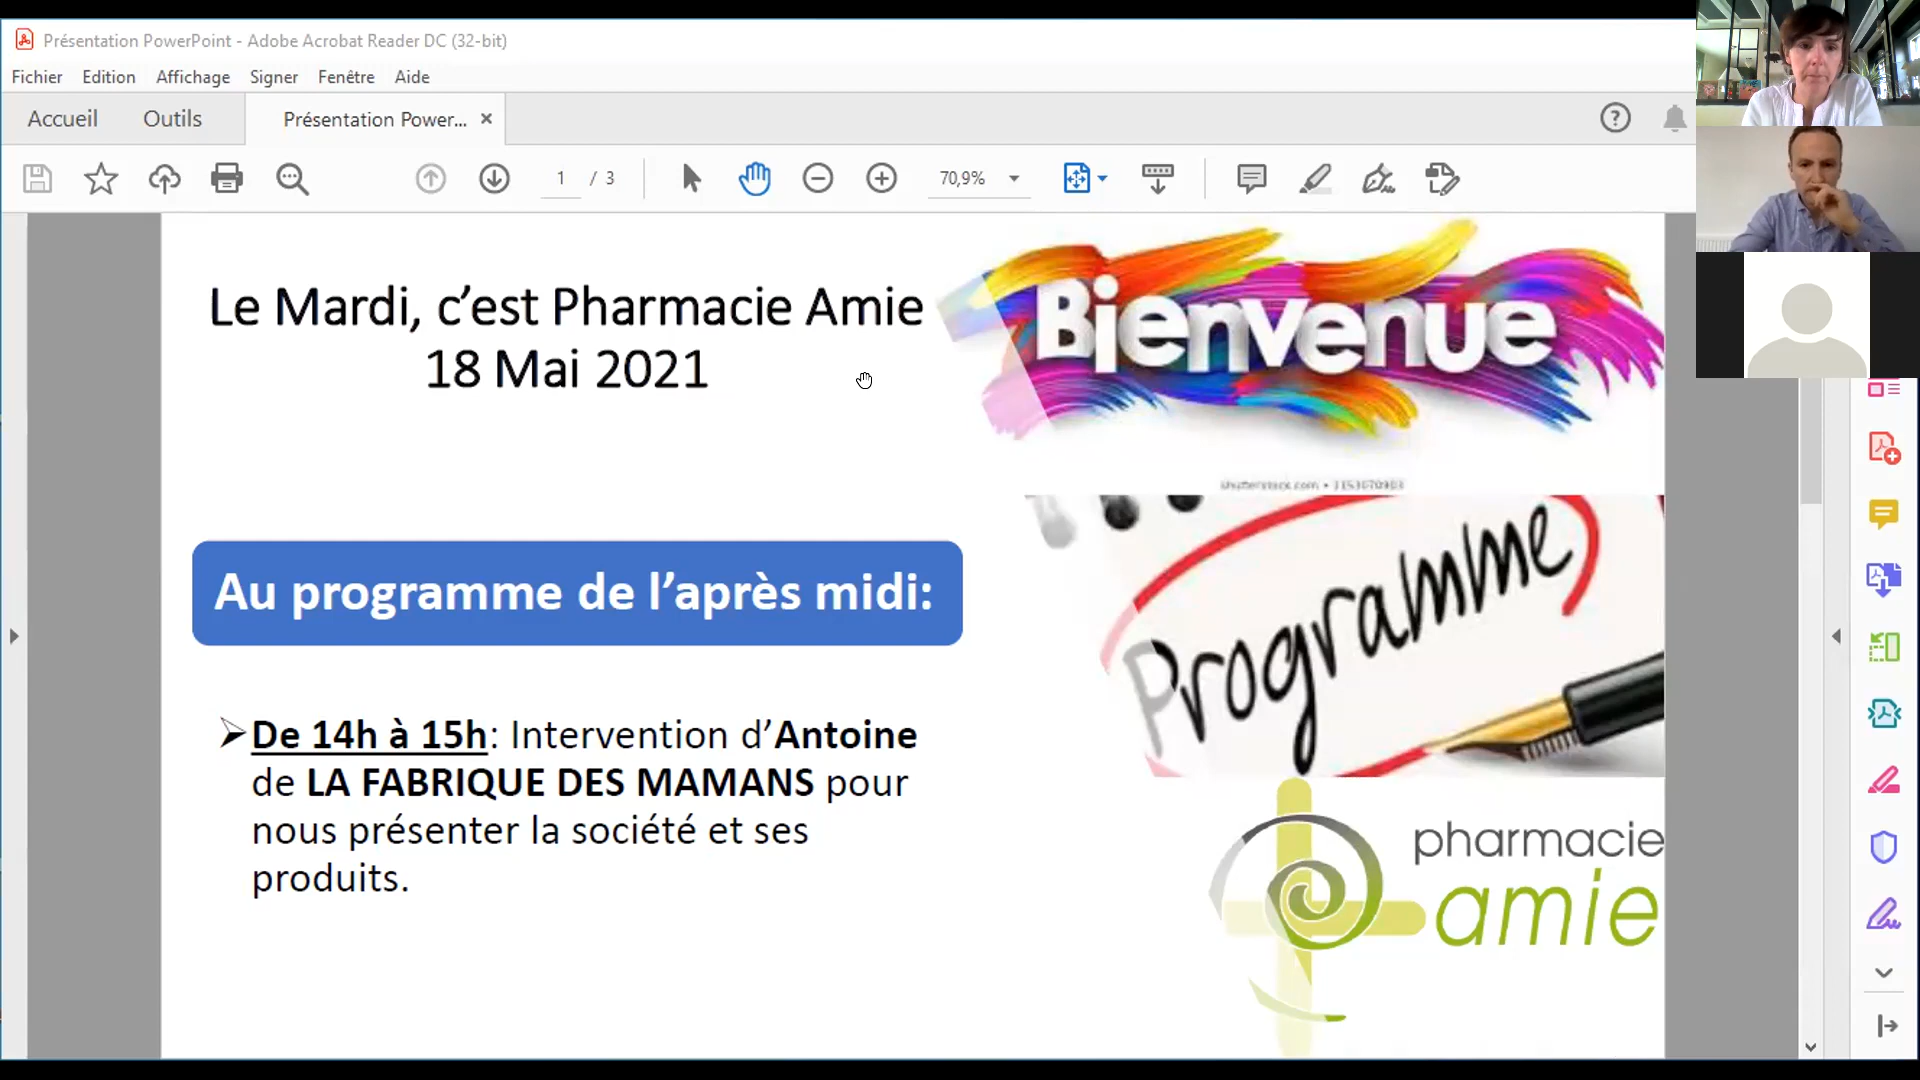 Présentation PowerPoint - Adobe Acrobat Reader DC (32-bit)
Fichier Edition Affichage Signer Fenêtre Aide
Accueil Outils Présentation Power...
1 / 3 70,9%
Le Mardi, c’est Pharmacie Amie
18 Mai 2021
Bienvenue
shutterstock.com • 1153070903
Programme
Au programme de l’après midi:
De 14h à 15h: Intervention d’Antoine
de LA FABRIQUE DES MAMANS pour
nous présenter la société et ses
produits.
pharmacie
amie